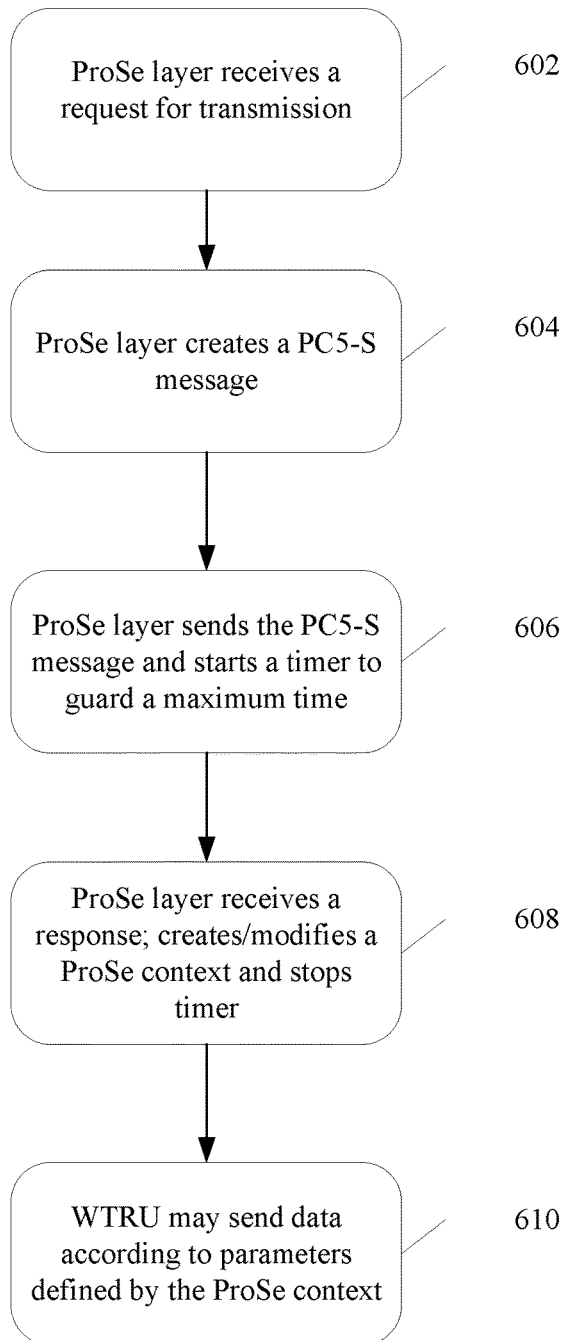 ProSe layer receives a
request for transmission
602
ProSe layer creates a PC5-S
message
604
ProSe layer sends the PC5-S
message and starts a timer to
guard a maximum time
606
ProSe layer receives a
response; creates/modifies a
ProSe context and stops
timer
608
WTRU may send data
according to parameters
defined by the ProSe context
610